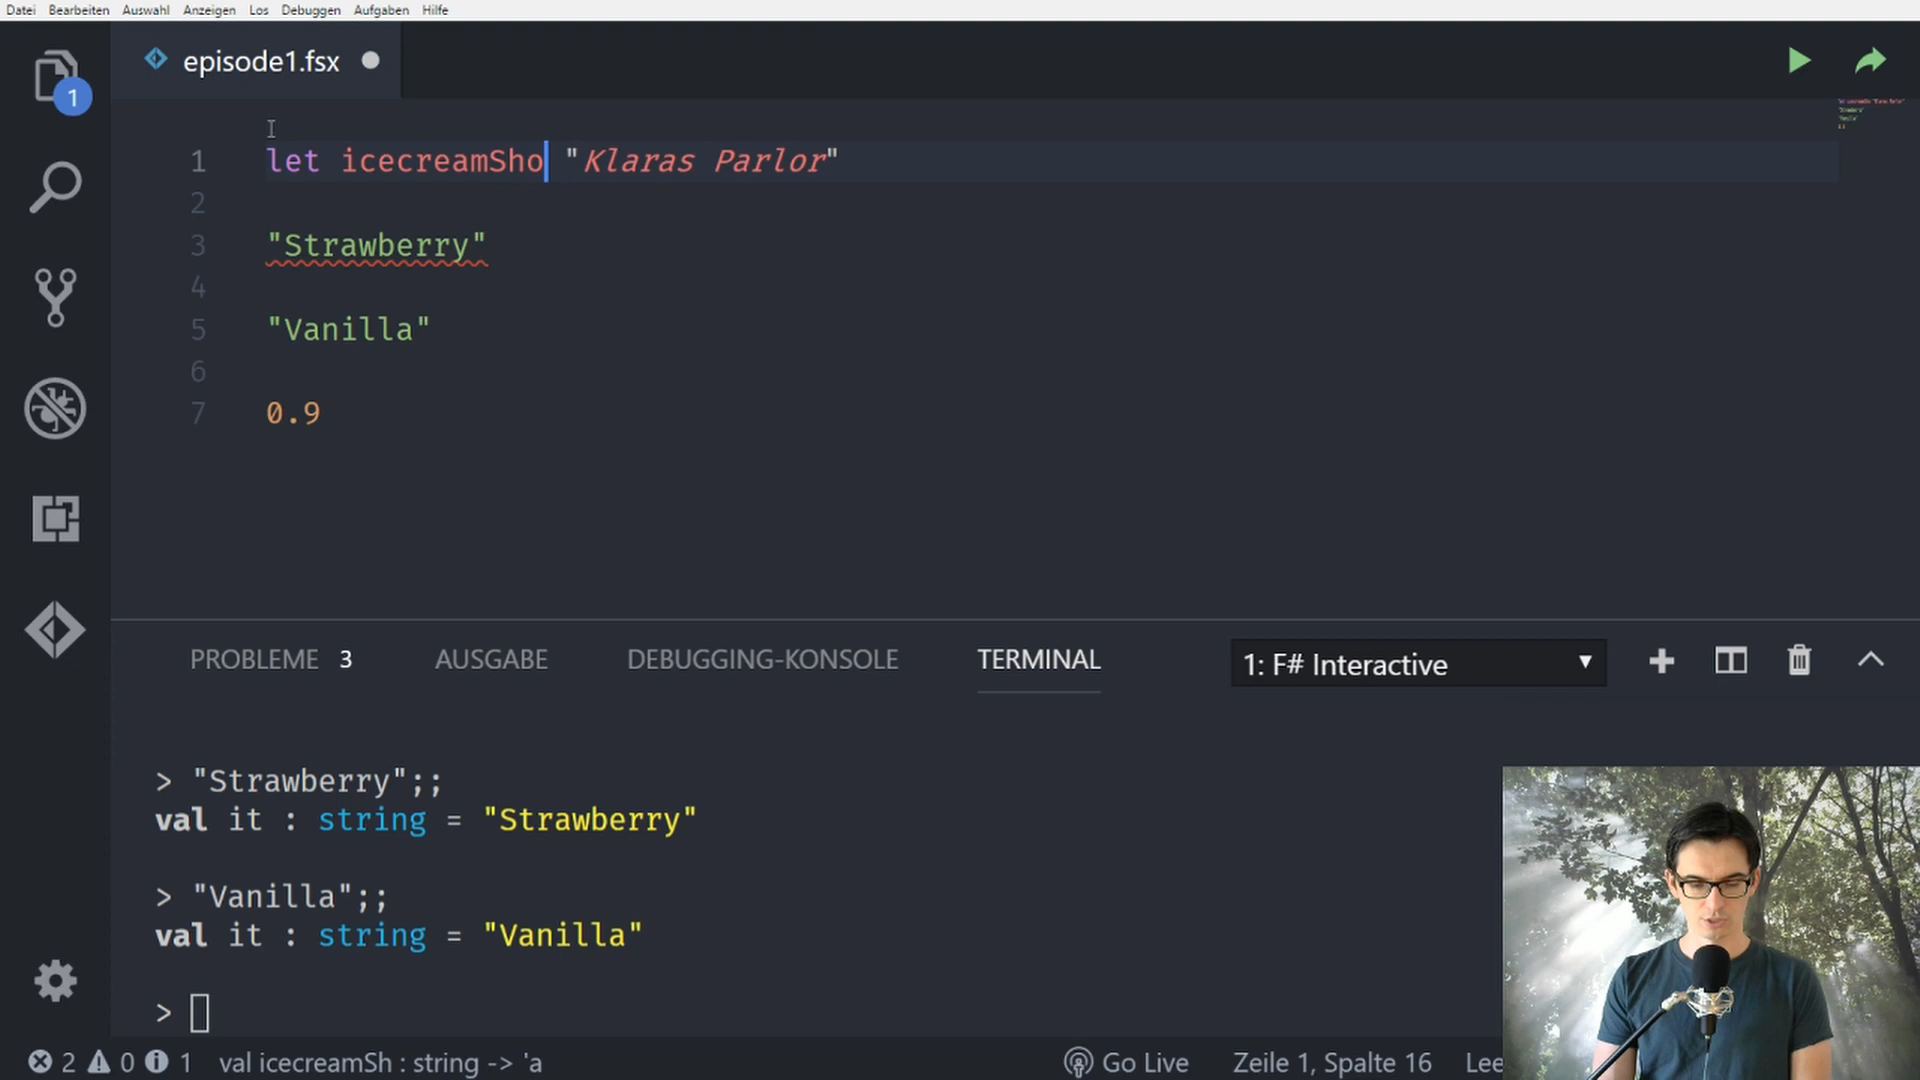 Datei Bearbeiten Auswahl Anzeigen Los Debuggen Aufgaben Hilfe
1
episode1.fsx
1 let icecreamSho "Klaras Parlor"
2
3 "Strawberry"
4
5 "Vanilla"
6
7 0.9
PROBLEME 3 AUSGABE DEBUGGING-KONSOLE TERMINAL 1: F# Interactive
> "Strawberry";;
val it : string = "Strawberry"
> "Vanilla";;
val it : string = "Vanilla"
>
2 0 1 val icecreamSh : string -> 'a Go Live Zeile 1, Spalte 16 Lee